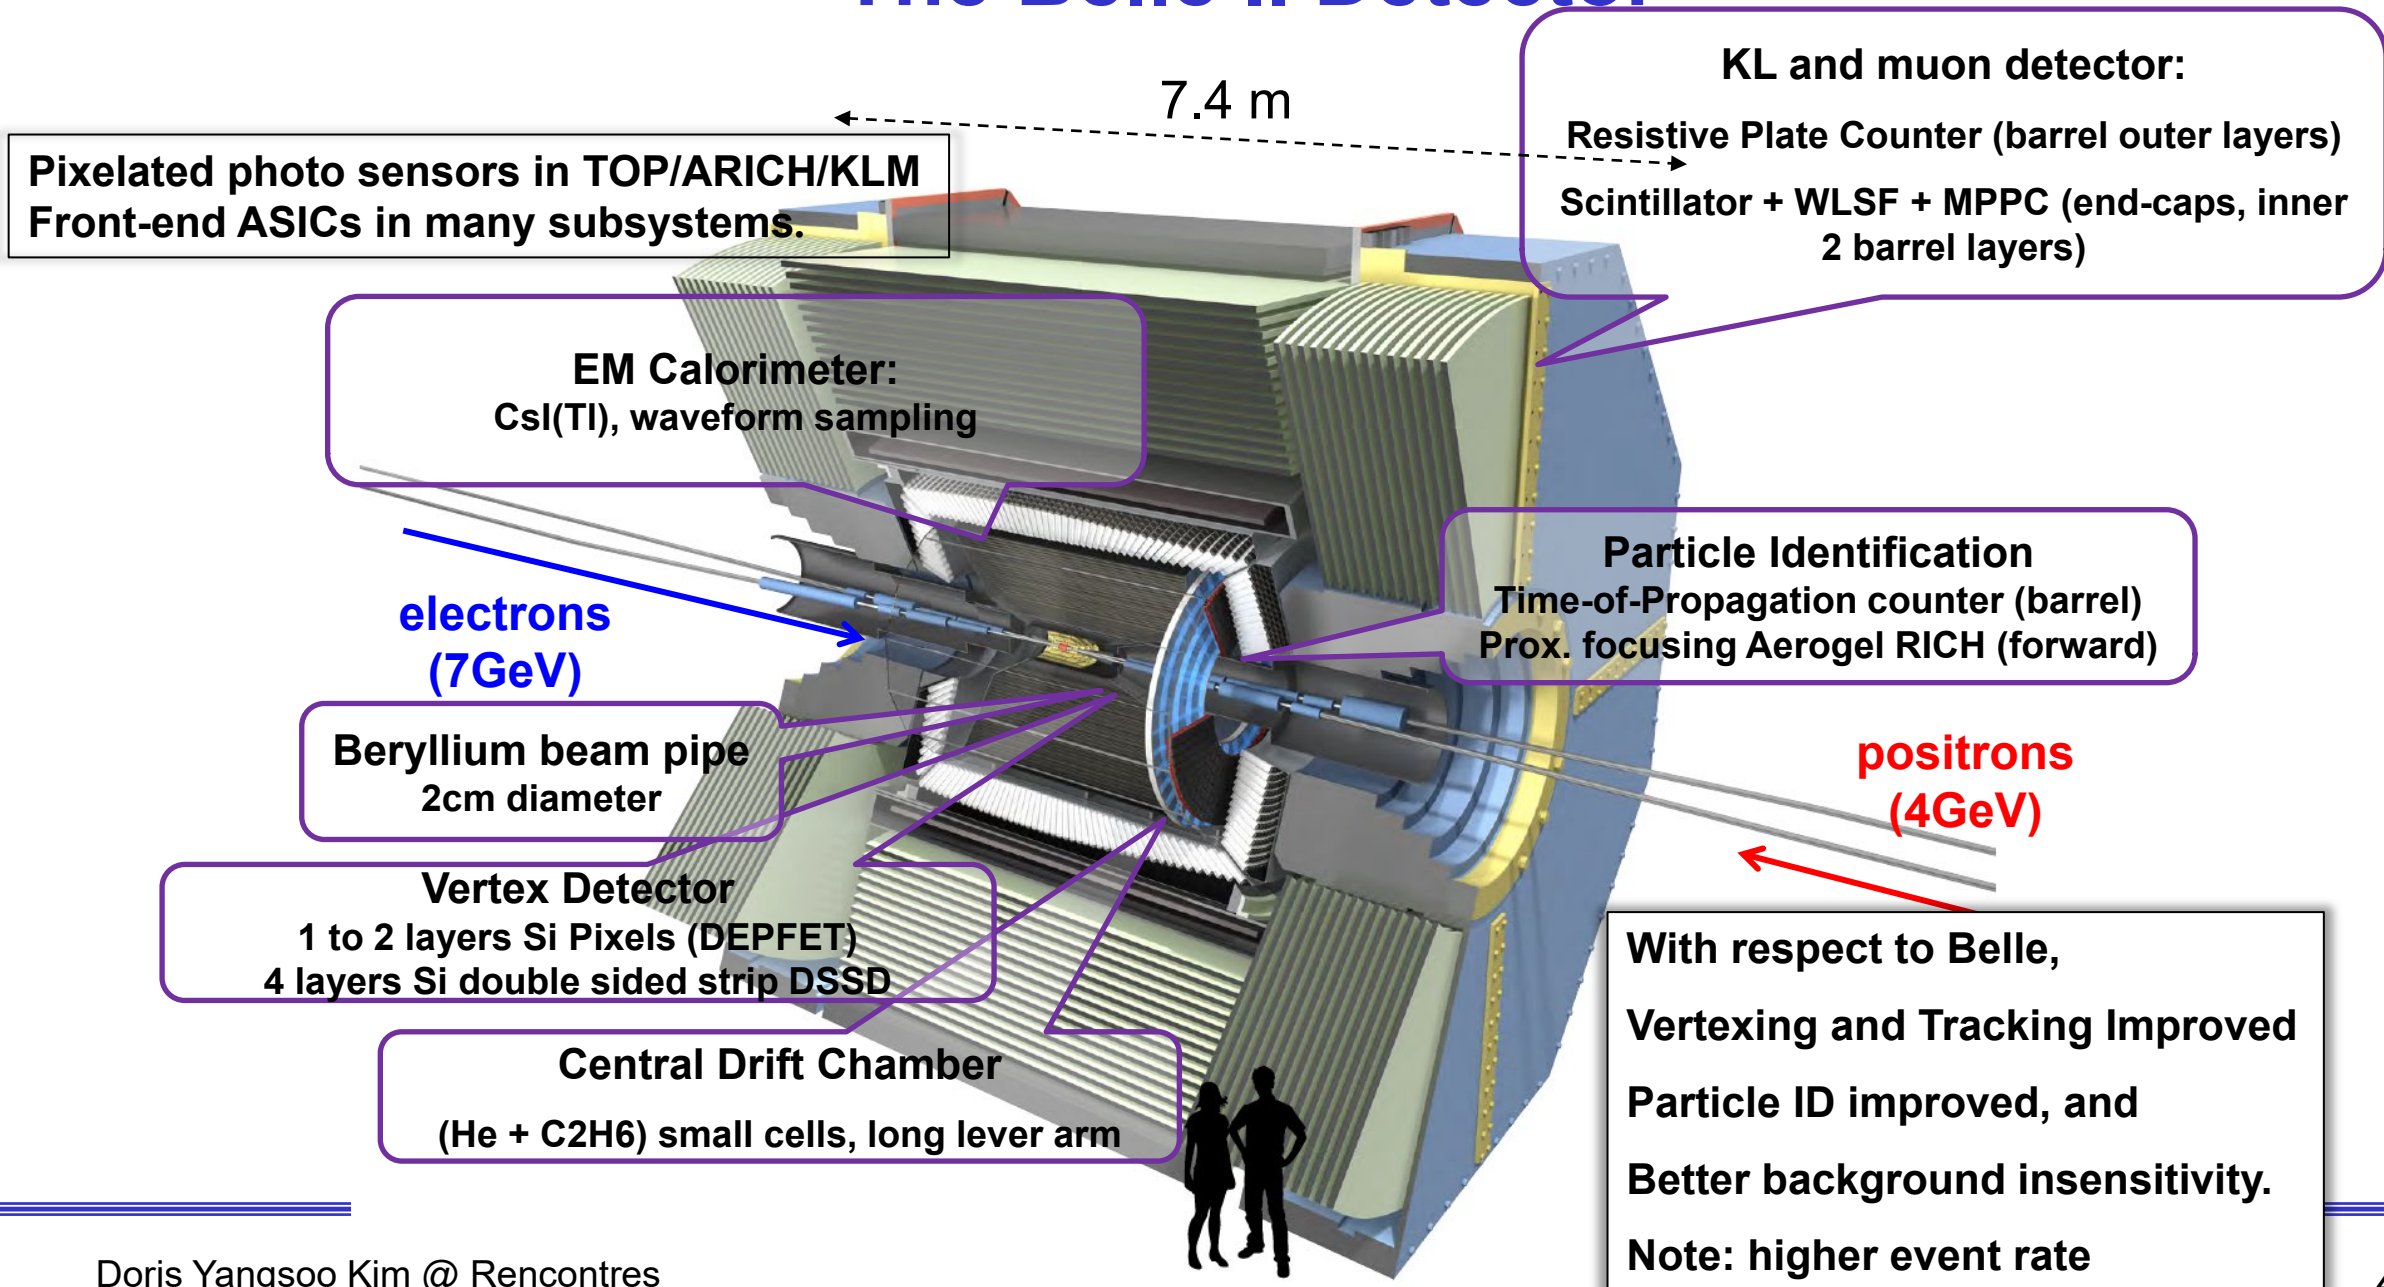 The Belle II Detector
7.4 m
KL and muon detector:
Resistive Plate Counter (barrel outer layers)
Scintillator + WLSF + MPPC (end-caps, inner
2 barrel layers)
Pixelated photo sensors in TOP/ARICH/KLM
Front-end ASICs in many subsystems.
EM Calorimeter:
CsI(Tl), waveform sampling
Particle Identification
Time-of-Propagation counter (barrel)
Prox. focusing Aerogel RICH (forward)
electrons
(7GeV)
Beryllium beam pipe
2cm diameter
positrons
(4GeV)
Vertex Detector
1 to 2 layers Si Pixels (DEPFET)
4 layers Si double sided strip DSSD
Central Drift Chamber
(He + C2H6) small cells, long lever arm
With respect to Belle,
Vertexing and Tracking Improved
Particle ID improved, and
Better background insensitivity.
Note: higher event rate
Doris Yangsoo Kim @ Rencontres